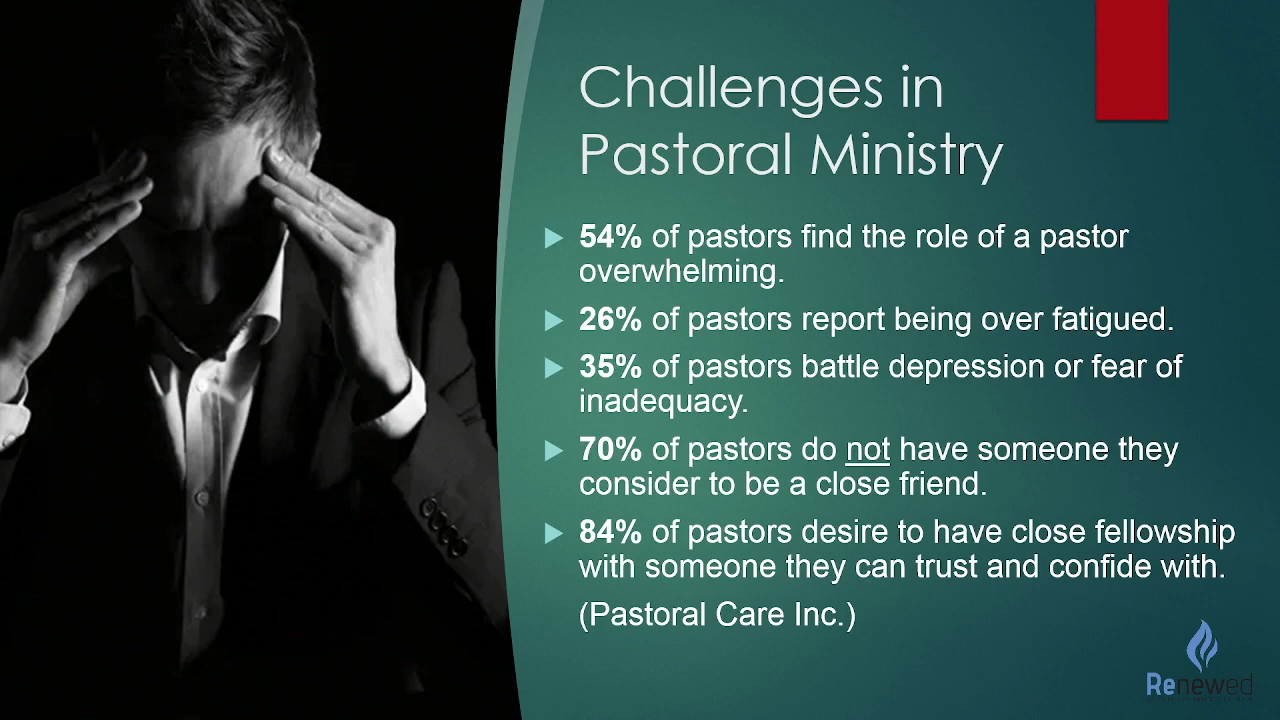 Challenges in
Pastoral Ministry
54% of pastors find the role of a pastor
overwhelming.
26% of pastors report being over fatigued.
35% of pastors battle depression or fear of
inadequacy.
70% of pastors do not have someone they
consider to be a close friend.
84% of pastors desire to have close fellowship
with someone they can trust and confide with.
(Pastoral Care Inc.)
Renewed